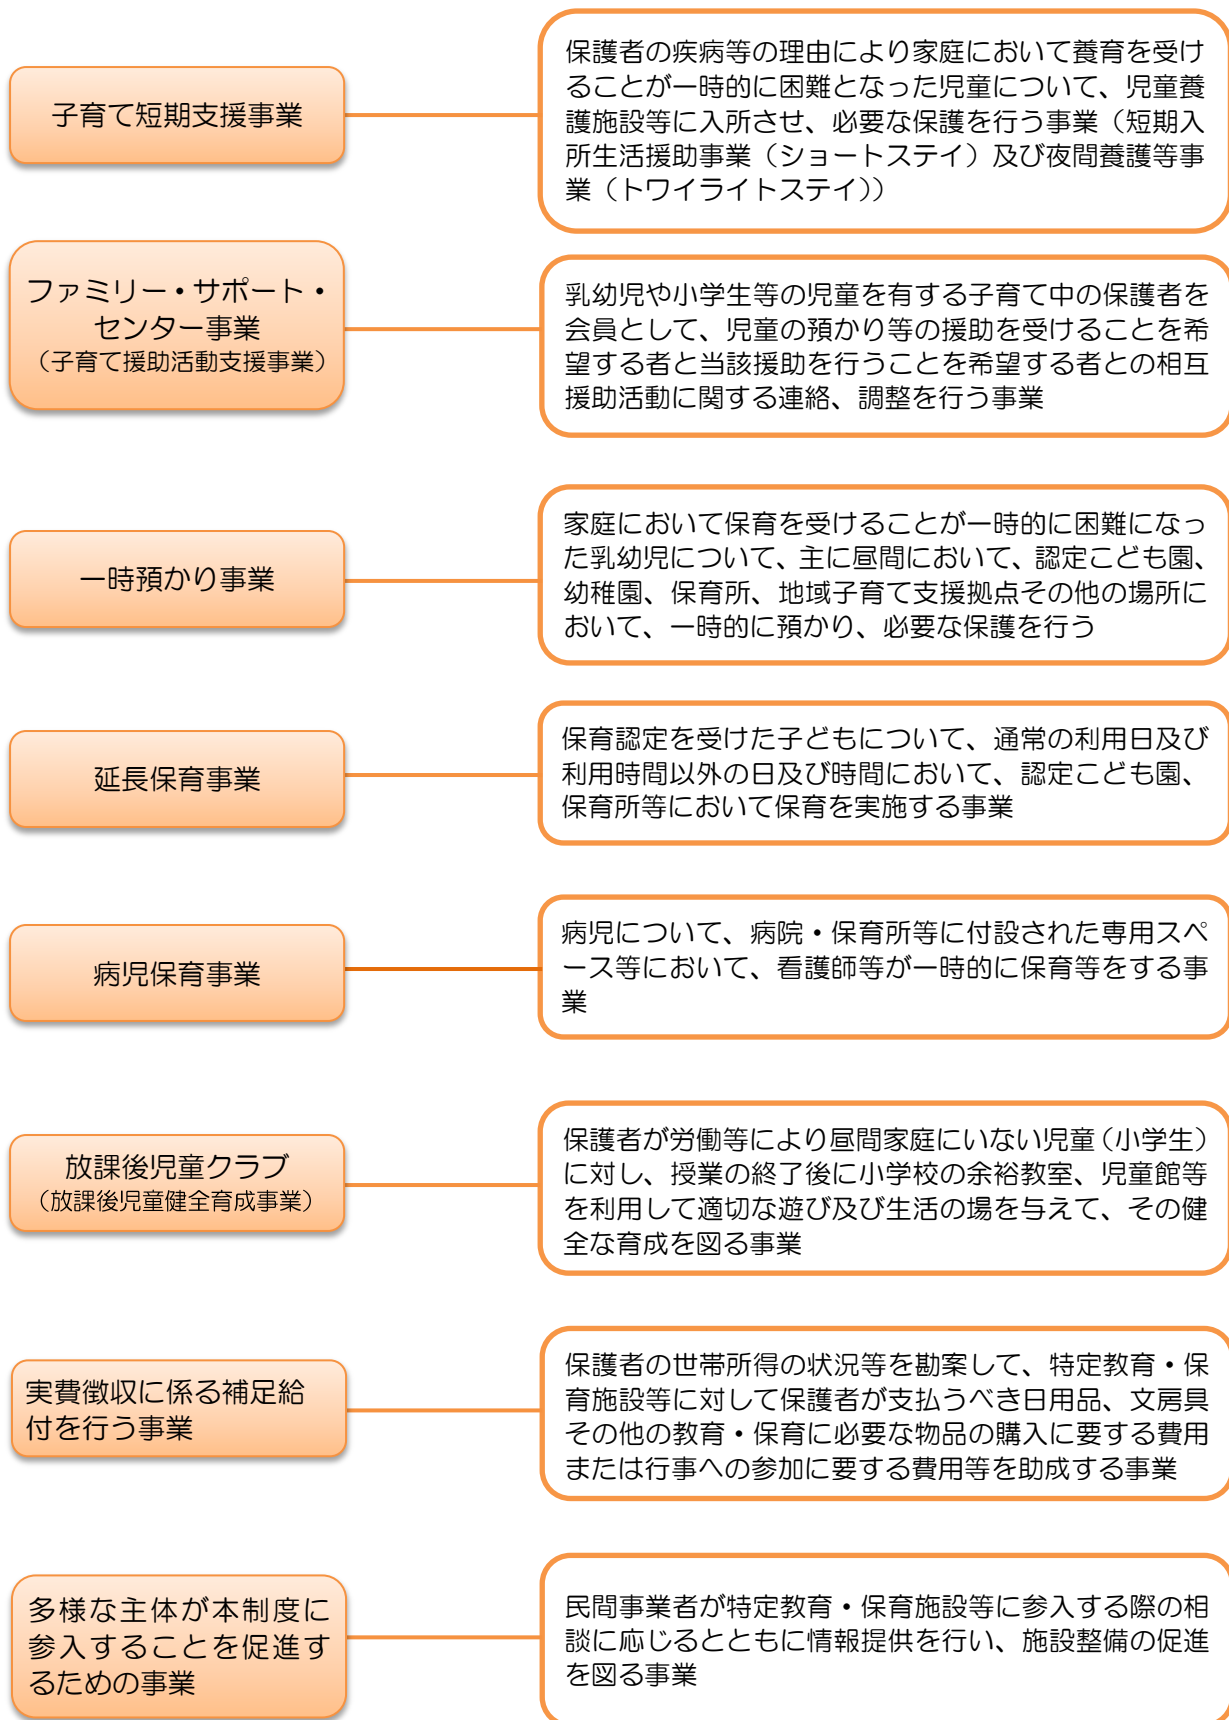 子育て短期支援事業
保護者の疾病等の理由により家庭において養育を受け
ることが一時的に困難となった児童について、児童養
護施設等に入所させ、必要な保護を行う事業（短期入
所生活援助事業（ショートステイ）及び夜間養護等事
業（トワイライトステイ））
ファミリー・サポート・
センター事業
（子育て援助活動支援事業）
乳幼児や小学生等の児童を有する子育て中の保護者を
会員として、児童の預かり等の援助を受けることを希
望する者と当該援助を行うことを希望する者との相互
援助活動に関する連絡、調整を行う事業
一時預かり事業
家庭において保育を受けることが一時的に困難になっ
た乳幼児について、主に昼間において、認定こども園、
幼稚園、保育所、地域子育て支援拠点その他の場所に
おいて、一時的に預かり、必要な保護を行う
延長保育事業
保育認定を受けた子どもについて、通常の利用日及び
利用時間以外の日及び時間において、認定こども園、
保育所等において保育を実施する事業
病児保育事業
病児について、病院・保育所等に付設された専用スペ
ース等において、看護師等が一時的に保育等をする事
業
放課後児童クラブ
（放課後児童健全育成事業）
保護者が労働等により昼間家庭にいない児童（小学生）
に対し、授業の終了後に小学校の余裕教室、児童館等
を利用して適切な遊び及び生活の場を与えて、その健
全な育成を図る事業
実費徴収に係る補足給
付を行う事業
保護者の世帯所得の状況等を勘案して、特定教育・保
育施設等に対して保護者が支払うべき日用品、文房具
その他の教育・保育に必要な物品の購入に要する費用
または行事への参加に要する費用等を助成する事業
多様な主体が本制度に
参入することを促進す
るための事業
民間事業者が特定教育・保育施設等に参入する際の相
談に応じるとともに情報提供を行い、施設整備の促進
を図る事業